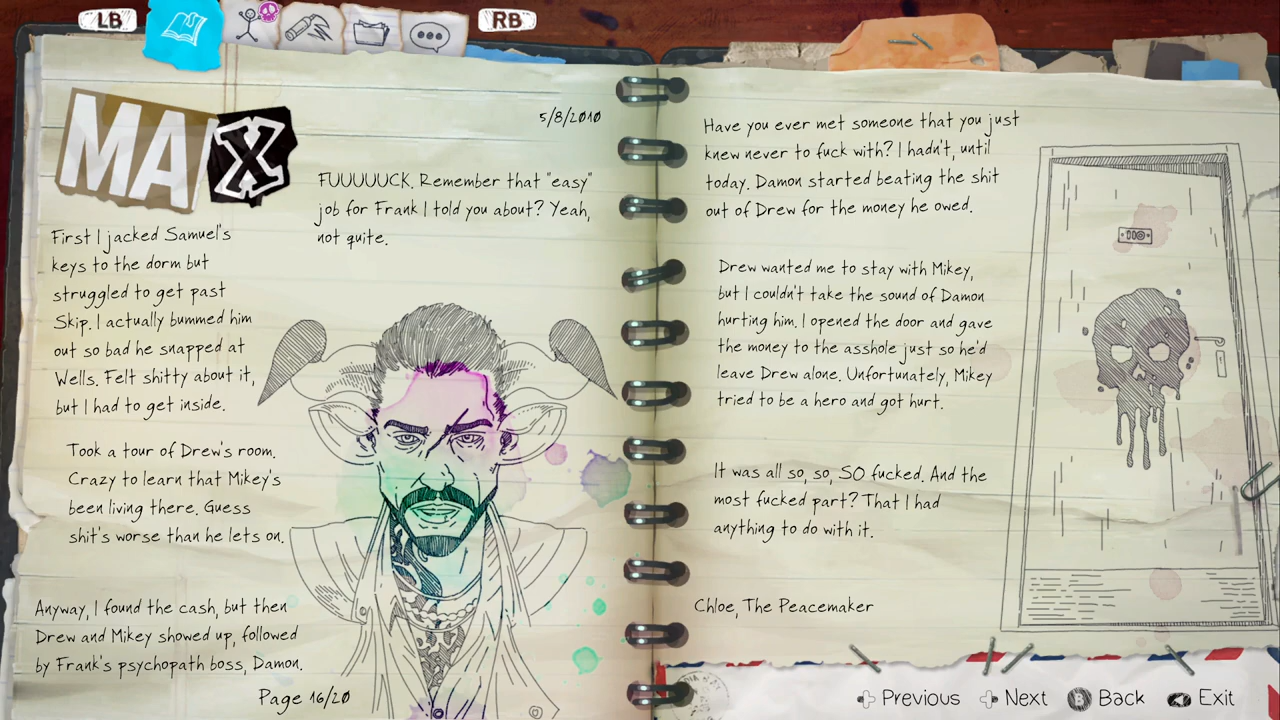 LB
RB
MAX
5/8/2010
FUUUUUCK. Remember that "easy"
job for Frank I told you about? Yeah,
not quite.
First I jacked Samuel's
keys to the dorm but
struggled to get past
Skip. I actually bummed him
out so bad he snapped at
Wells. Felt shitty about it,
but I had to get inside.
Took a tour of Drew's room.
Crazy to learn that Mikey's
been living there. Guess
shit's worse than he lets on.
Anyway, I found the cash, but then
Drew and Mikey showed up, followed
by Frank's psychopath boss, Damon.
Page 16/20
Have you ever met someone that you just
knew never to fuck with? I hadn't, until
today. Damon started beating the shit
out of Drew for the money he owed.
Drew wanted me to stay with Mikey,
but I couldn't take the sound of Damon
hurting him. I opened the door and gave
the money to the asshole just so he'd
leave Drew alone. Unfortunately, Mikey
tried to be a hero and got hurt.
It was all so, so, SO fucked. And the
most fucked part? That I had
anything to do with it.
Chloe, The Peacemaker
Previous
Next
B Back
Exit